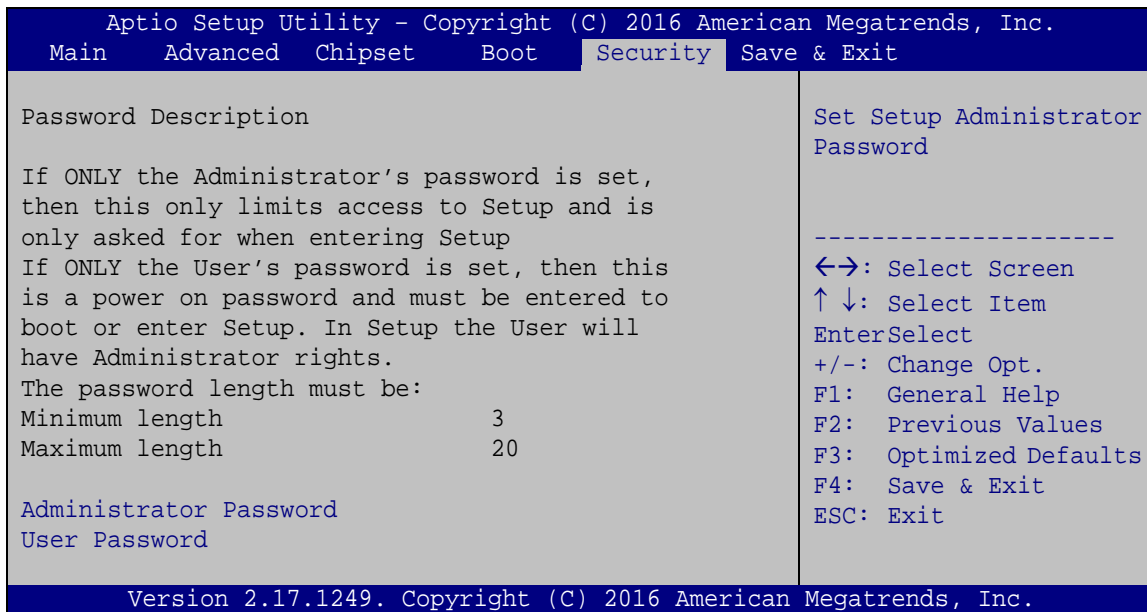 Aptio Setup Utility – Copyright (C) 2016 American Megatrends, Inc.
Main Advanced Chipset Boot Security Save & Exit
Password Description
If ONLY the Administrator’s password is set,
then this only limits access to Setup and is
only asked for when entering Setup
If ONLY the User’s password is set, then this
is a power on password and must be entered to
boot or enter Setup. In Setup the User will
have Administrator rights.
The password length must be:
Minimum length 3
Maximum length 20
Administrator Password
User Password
Set Setup Administrator
Password
---------------------
←→: Select Screen
↑ ↓: Select Item
EnterSelect
+/-: Change Opt.
F1: General Help
F2: Previous Values
F3: Optimized Defaults
F4: Save & Exit
ESC: Exit
Version 2.17.1249. Copyright (C) 2016 American Megatrends, Inc.